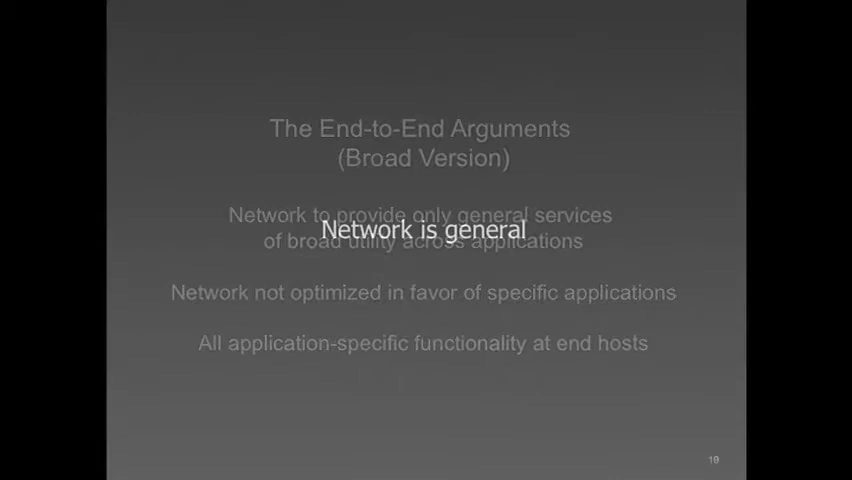 The End-to-End Arguments
(Broad Version)
Network to provide only general services
Network is general
of broad utility across applications
Network not optimized in favor of specific applications
All application-specific functionality at end hosts
10